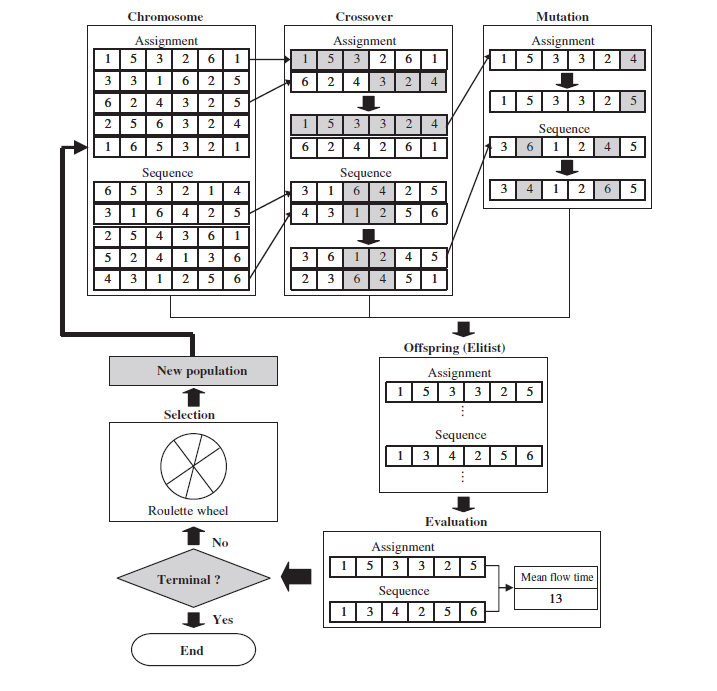 Chromosome
Assignment
1 5 3 2 6 1
3 3 1 6 2 5
6 2 4 3 2 5
2 5 6 3 2 4
1 6 5 3 2 1
Sequence
6 5 3 2 1 4
3 1 6 4 2 5
2 5 4 3 6 1
5 2 4 1 3 6
4 3 1 2 5 6
Crossover
Assignment
1 5 3 2 6 1
6 2 4 3 2 4
1 5 3 3 2 4
6 2 4 2 6 1
Sequence
3 1 6 4 2 5
4 3 1 2 5 6
3 6 1 2 4 5
2 3 6 4 5 1
Mutation
Assignment
1 5 3 3 2 4
1 5 3 3 2 5
Sequence
3 6 1 2 4 5
3 4 1 2 6 5
Offspring (Elitist)
Assignment
1 5 3 3 2 5
⋮
Sequence
1 3 4 2 5 6
⋮
Evaluation
Assignment
1 5 3 3 2 5
Sequence
1 3 4 2 5 6
Mean flow time
13
Terminal ?
No
Yes
End
Selection
Roulette wheel
New population